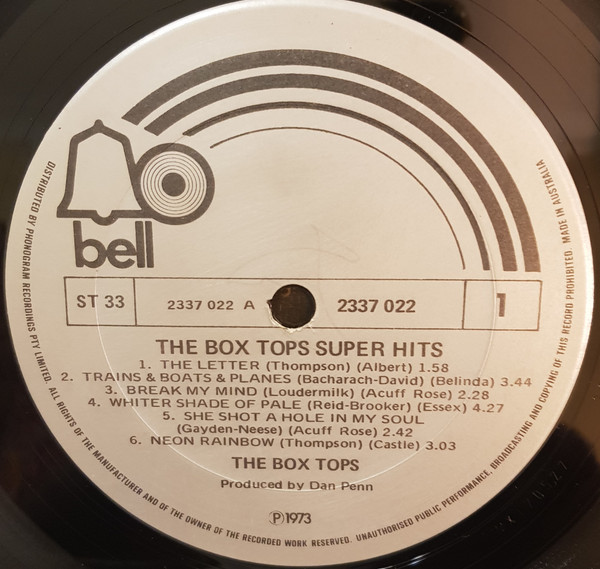 bell
ST 33
2337 022 A
2337 022
1
THE BOX TOPS SUPER HITS
1. THE LETTER (Thompson) (Albert) 1.58
2. TRAINS & BOATS & PLANES (Bacharach-David) (Belinda) 3.44
3. BREAK MY MIND (Loudermilk) (Acuff Rose) 2.28
4. WHITER SHADE OF PALE (Reid-Brooker) (Essex) 4.27
5. SHE SHOT A HOLE IN MY SOUL
(Gayden-Neese) (Acuff Rose) 2.42
6. NEON RAINBOW (Thompson) (Castle) 3.03
THE BOX TOPS
Produced by Dan Penn
Ⓟ1973
DISTRIBUTED BY PHONOGRAM RECORDINGS PTY LIMITED. ALL RIGHTS OF THE MANUFACTURER AND OF THE OWNER OF THE RECORDED WORK RESERVED. UNAUTHORISED PUBLIC PERFORMANCE, BROADCASTING AND COPYING OF THIS RECORD PROHIBITED. MADE IN AUSTRALIA